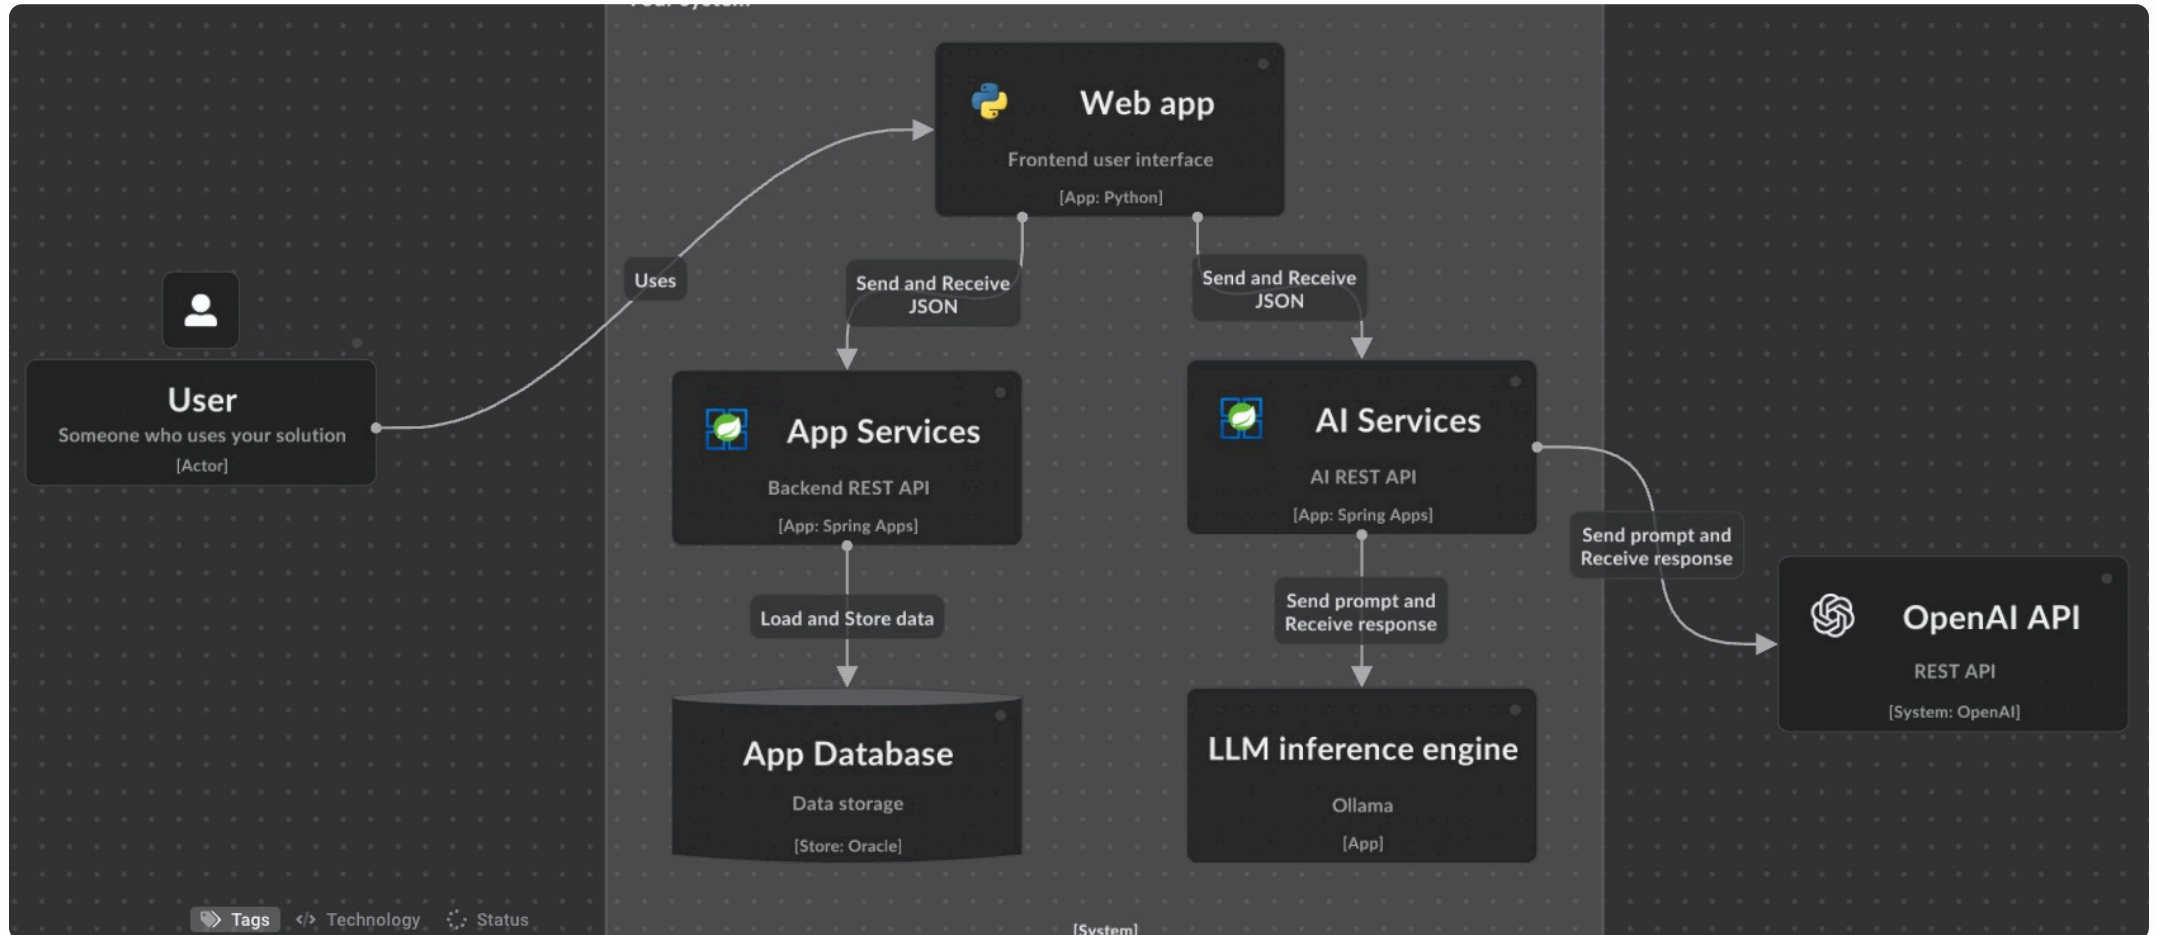 Your System
Web app
Frontend user interface
[App: Python]
Uses
Send and Receive
JSON
Send and Receive
JSON
User
Someone who uses your solution
[Actor]
App Services
Backend REST API
[App: Spring Apps]
AI Services
AI REST API
[App: Spring Apps]
Send prompt and
Receive response
Load and Store data
Send prompt and
Receive response
OpenAI API
REST API
[System: OpenAI]
App Database
Data storage
[Store: Oracle]
LLM inference engine
Ollama
[App]
Tags
Technology
Status
[System]